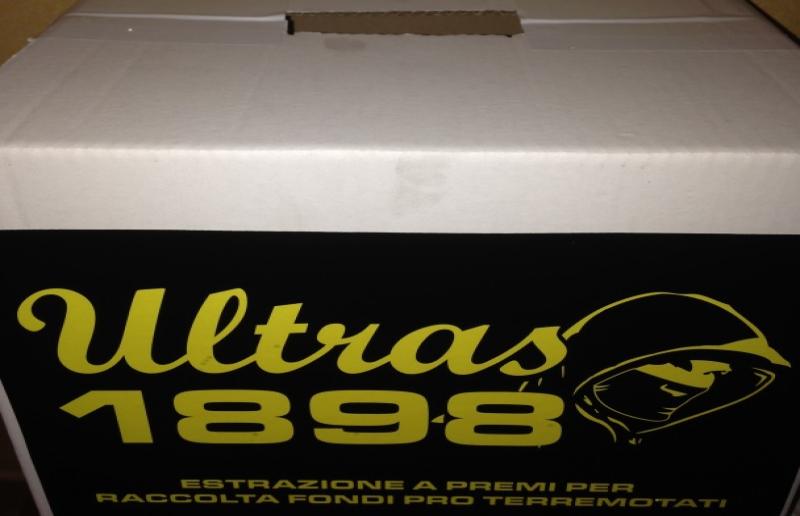 Ultras
1898
ESTRAZIONE A PREMI PER
RACCOLTA FONDI PRO TERREMOTATI